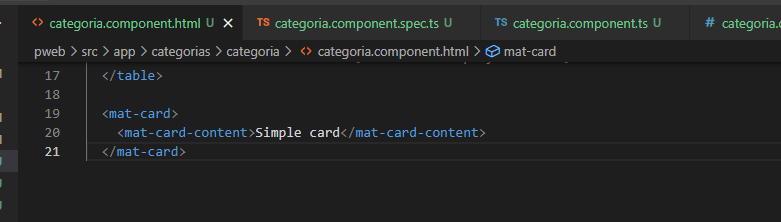 <> categoria.component.html U ×
TS categoria.component.spec.ts U
TS categoria.component.ts U
#
pweb > src > app > categorias > categoria > <> categoria.component.html > mat-card
17 </table>
18
19 <mat-card>
20 <mat-card-content>Simple card</mat-card-content>
21 </mat-card>